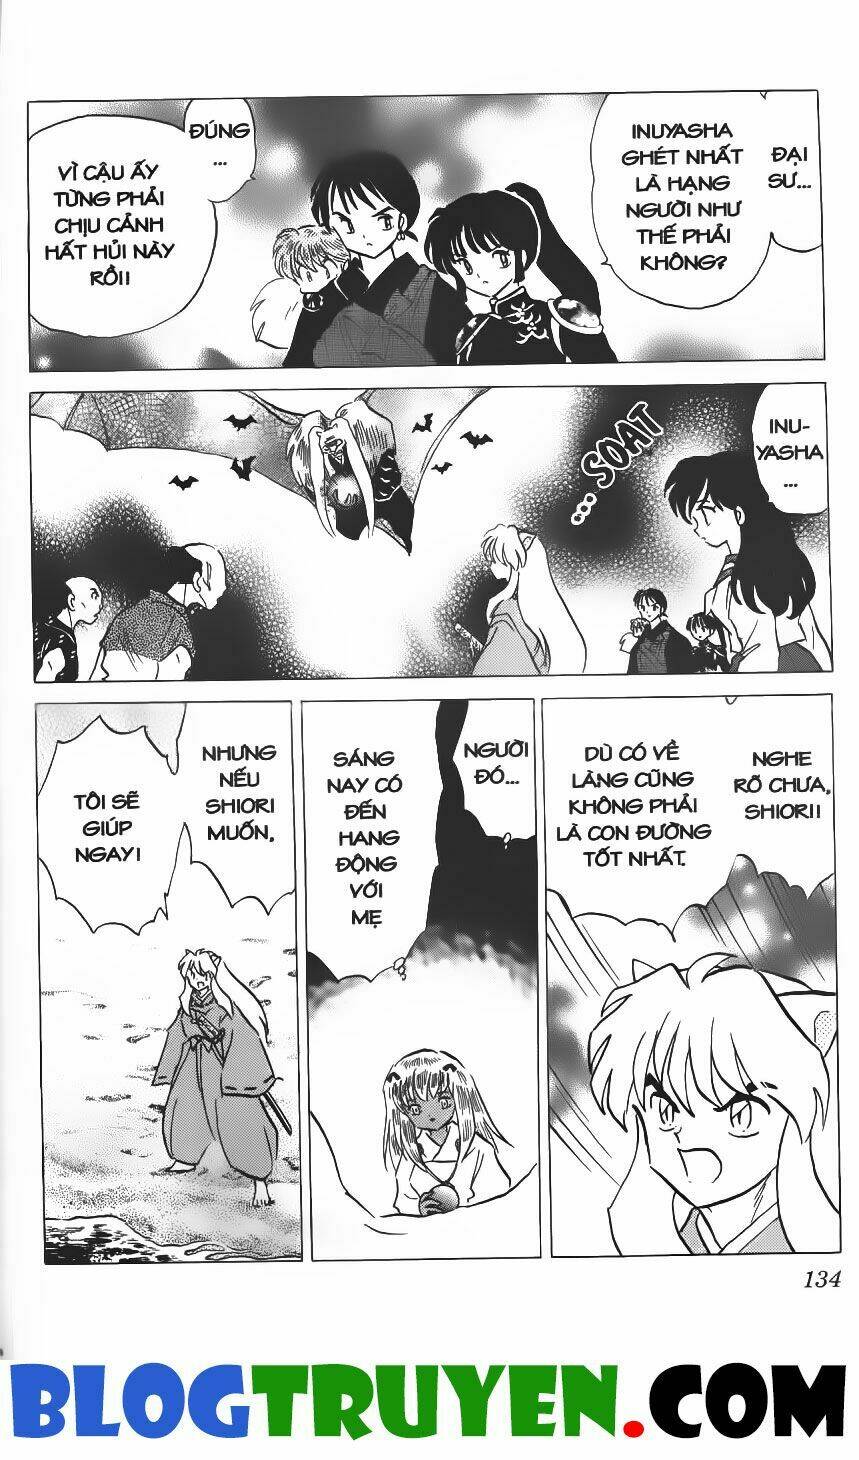 ĐẠI
SƯ...
INUYASHA
GHÉT NHẤT
LÀ HẠNG
NGƯỜI NHƯ
THẾ PHẢI
KHÔNG?
ĐÚNG
...
VÌ CẬU ẤY
TỪNG PHẢI
CHỊU CẢNH
HẤT HỦI NÀY
RỒI!
INU-
YASHA
...
... SOẠT
NGHE
RÕ CHƯA,
SHIORI!
DÙ CÓ VỀ
LÀNG CŨNG
KHÔNG PHẢI
LÀ CON ĐƯỜNG
TỐT NHẤT.
NGƯỜI
ĐÓ...
SÁNG
NAY CÓ
ĐẾN
HANG
ĐỘNG
VỚI
MẸ
NHƯNG
NẾU
SHIORI
MUỐN,
TÔI SẼ
GIÚP
NGAY!
134
BLOGTRUYEN.COM